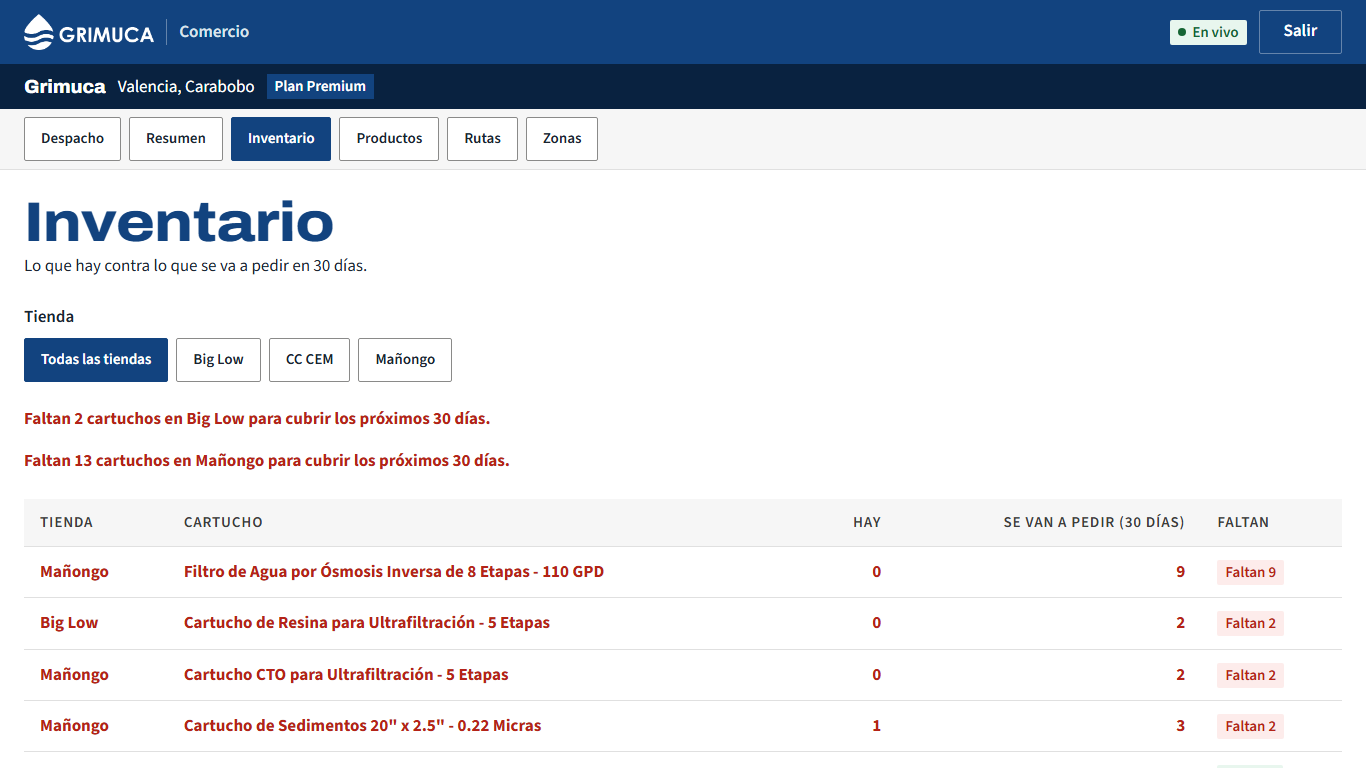 GRIMUCA Comercio En vivo Salir
Grimuca Valencia, Carabobo Plan Premium
Despacho Resumen Inventario Productos Rutas Zonas
Inventario
Lo que hay contra lo que se va a pedir en 30 días.
Tienda
Todas las tiendas Big Low CC CEM Mañongo
Faltan 2 cartuchos en Big Low para cubrir los próximos 30 días.
Faltan 13 cartuchos en Mañongo para cubrir los próximos 30 días.
TIENDA CARTUCHO HAY SE VAN A PEDIR (30 DÍAS) FALTAN
Mañongo Filtro de Agua por Ósmosis Inversa de 8 Etapas - 110 GPD 0 9 Faltan 9
Big Low Cartucho de Resina para Ultrafiltración - 5 Etapas 0 2 Faltan 2
Mañongo Cartucho CTO para Ultrafiltración - 5 Etapas 0 2 Faltan 2
Mañongo Cartucho de Sedimentos 20" x 2.5" - 0.22 Micras 1 3 Faltan 2